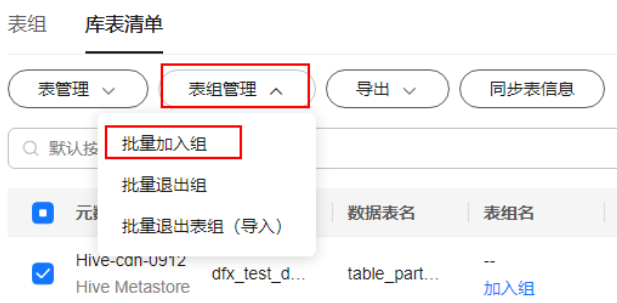 表组 库表清单
表管理 表组管理 导出 同步表信息
默认按
批量加入组
批量退出组
批量退出表组（导入）
数据表名 表组名
Hive-cdh-0912 dfx_test_d... table_part... --
Hive Metastore 加入组